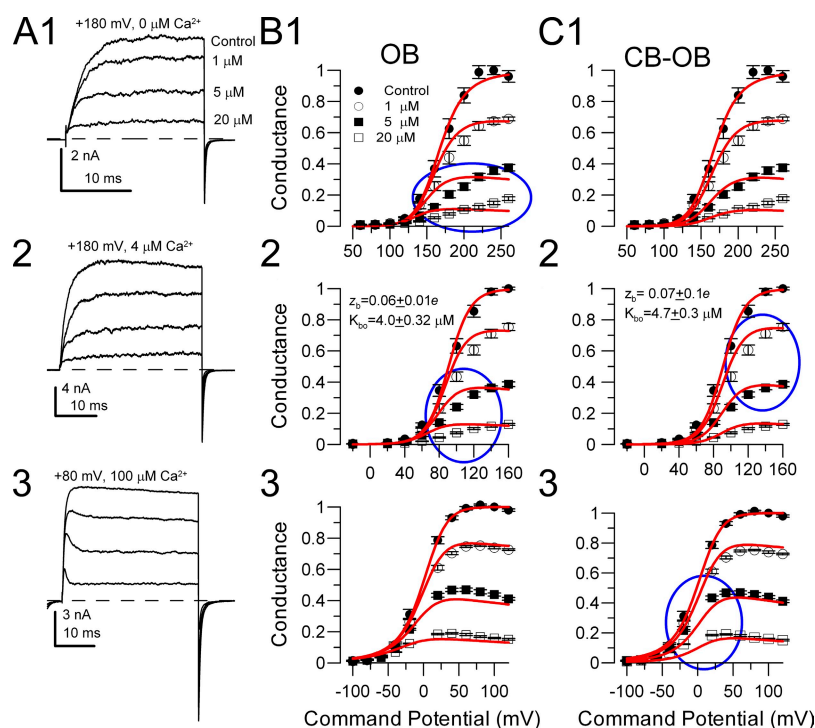 A1
+180 mV, 0 μM Ca²⁺
Control
1 μM
5 μM
20 μM
2 nA
10 ms
B1
OB
Control
1 μM
5 μM
20 μM
Conductance
1
0.8
0.6
0.4
0.2
0
50 100 150 200 250
C1
CB-OB
1
0.8
0.6
0.4
0.2
0
50 100 150 200 250
2
+180 mV, 4 μM Ca²⁺
4 nA
10 ms
2
z_b=0.06±0.01e
K_bo=4.0±0.32 μM
Conductance
1
0.8
0.6
0.4
0.2
0
0 40 80 120 160
2
z_b= 0.07±0.1e
K_bo=4.7±0.3 μM
1
0.8
0.6
0.4
0.2
0
0 40 80 120 160
3
+80 mV, 100 μM Ca²⁺
3 nA
10 ms
3
Conductance
1
0.8
0.6
0.4
0.2
0
-100 -50 0 50 100
Command Potential (mV)
3
1
0.8
0.6
0.4
0.2
0
-100 -50 0 50 100
Command Potential (mV)